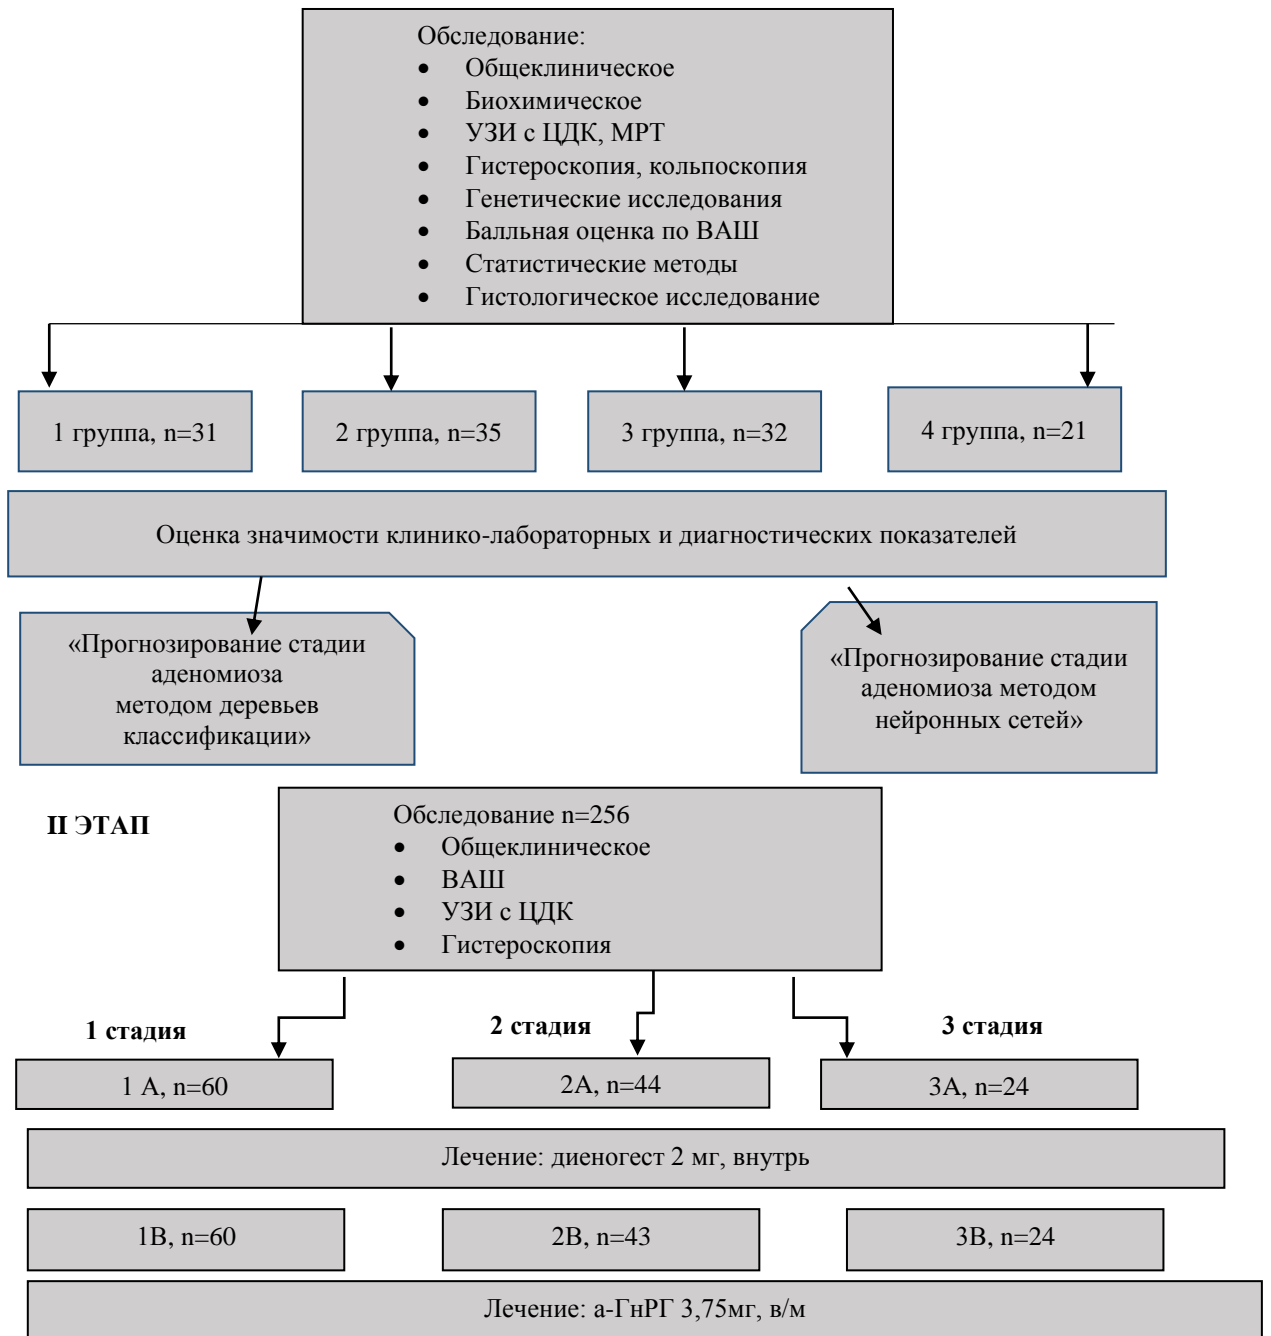 Обследование:
• Общеклиническое
• Биохимическое
• УЗИ с ЦДК, МРТ
• Гистероскопия, кольпоскопия
• Генетические исследования
• Балльная оценка по ВАШ
• Статистические методы
• Гистологическое исследование
1 группа, n=31
2 группа, n=35
3 группа, n=32
4 группа, n=21
Оценка значимости клинико-лабораторных и диагностических показателей
«Прогнозирование стадии
аденомиоза
методом деревьев
классификации»
«Прогнозирование стадии
аденомиоза методом
нейронных сетей»
II ЭТАП
Обследование n=256
• Общеклиническое
• ВАШ
• УЗИ с ЦДК
• Гистероскопия
1 стадия
2 стадия
3 стадия
1 А, n=60
2А, n=44
3А, n=24
Лечение: диеногест 2 мг, внутрь
1В, n=60
2В, n=43
3В, n=24
Лечение: а-ГнРГ 3,75мг, в/м